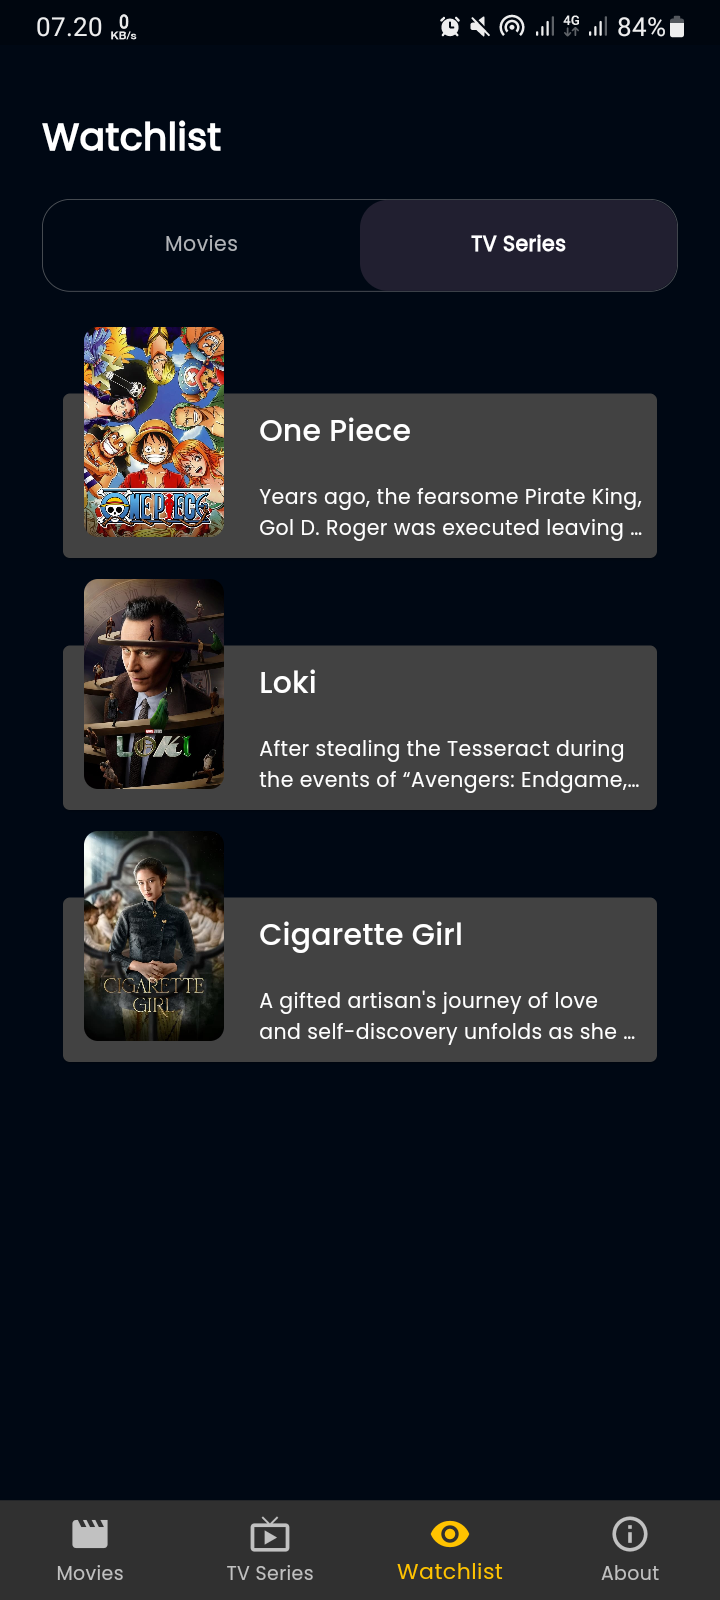 07.20 0 KB/s 4G 84%
Watchlist
Movies TV Series
ONE PIECE
One Piece
Years ago, the fearsome Pirate King,
Gol D. Roger was executed leaving ...
LOKI
Loki
After stealing the Tesseract during
the events of “Avengers: Endgame,...
CIGARETTE
GIRL
Cigarette Girl
A gifted artisan's journey of love
and self-discovery unfolds as she ...
Movies TV Series Watchlist About